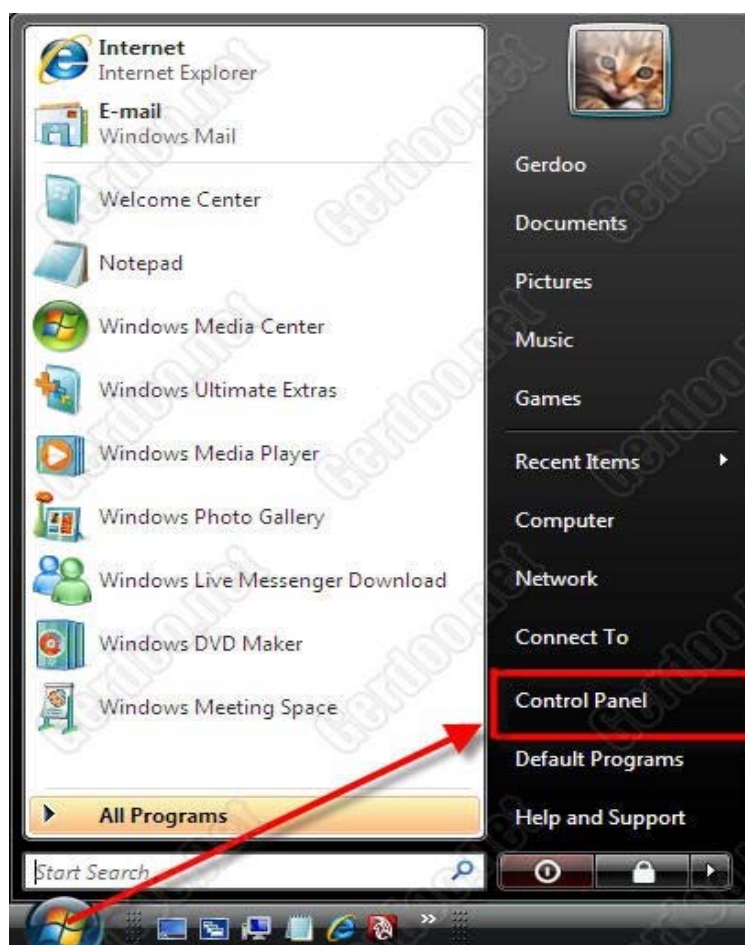 Internet
Internet Explorer
E-mail
Windows Mail
Welcome Center
Notepad
Windows Media Center
Windows Ultimate Extras
Windows Media Player
Windows Photo Gallery
Windows Live Messenger Download
Windows DVD Maker
Windows Meeting Space
All Programs
Start Search
Gerdoo
Documents
Pictures
Music
Games
Recent Items
Computer
Network
Connect To
Control Panel
Default Programs
Help and Support
Gerdoo.net